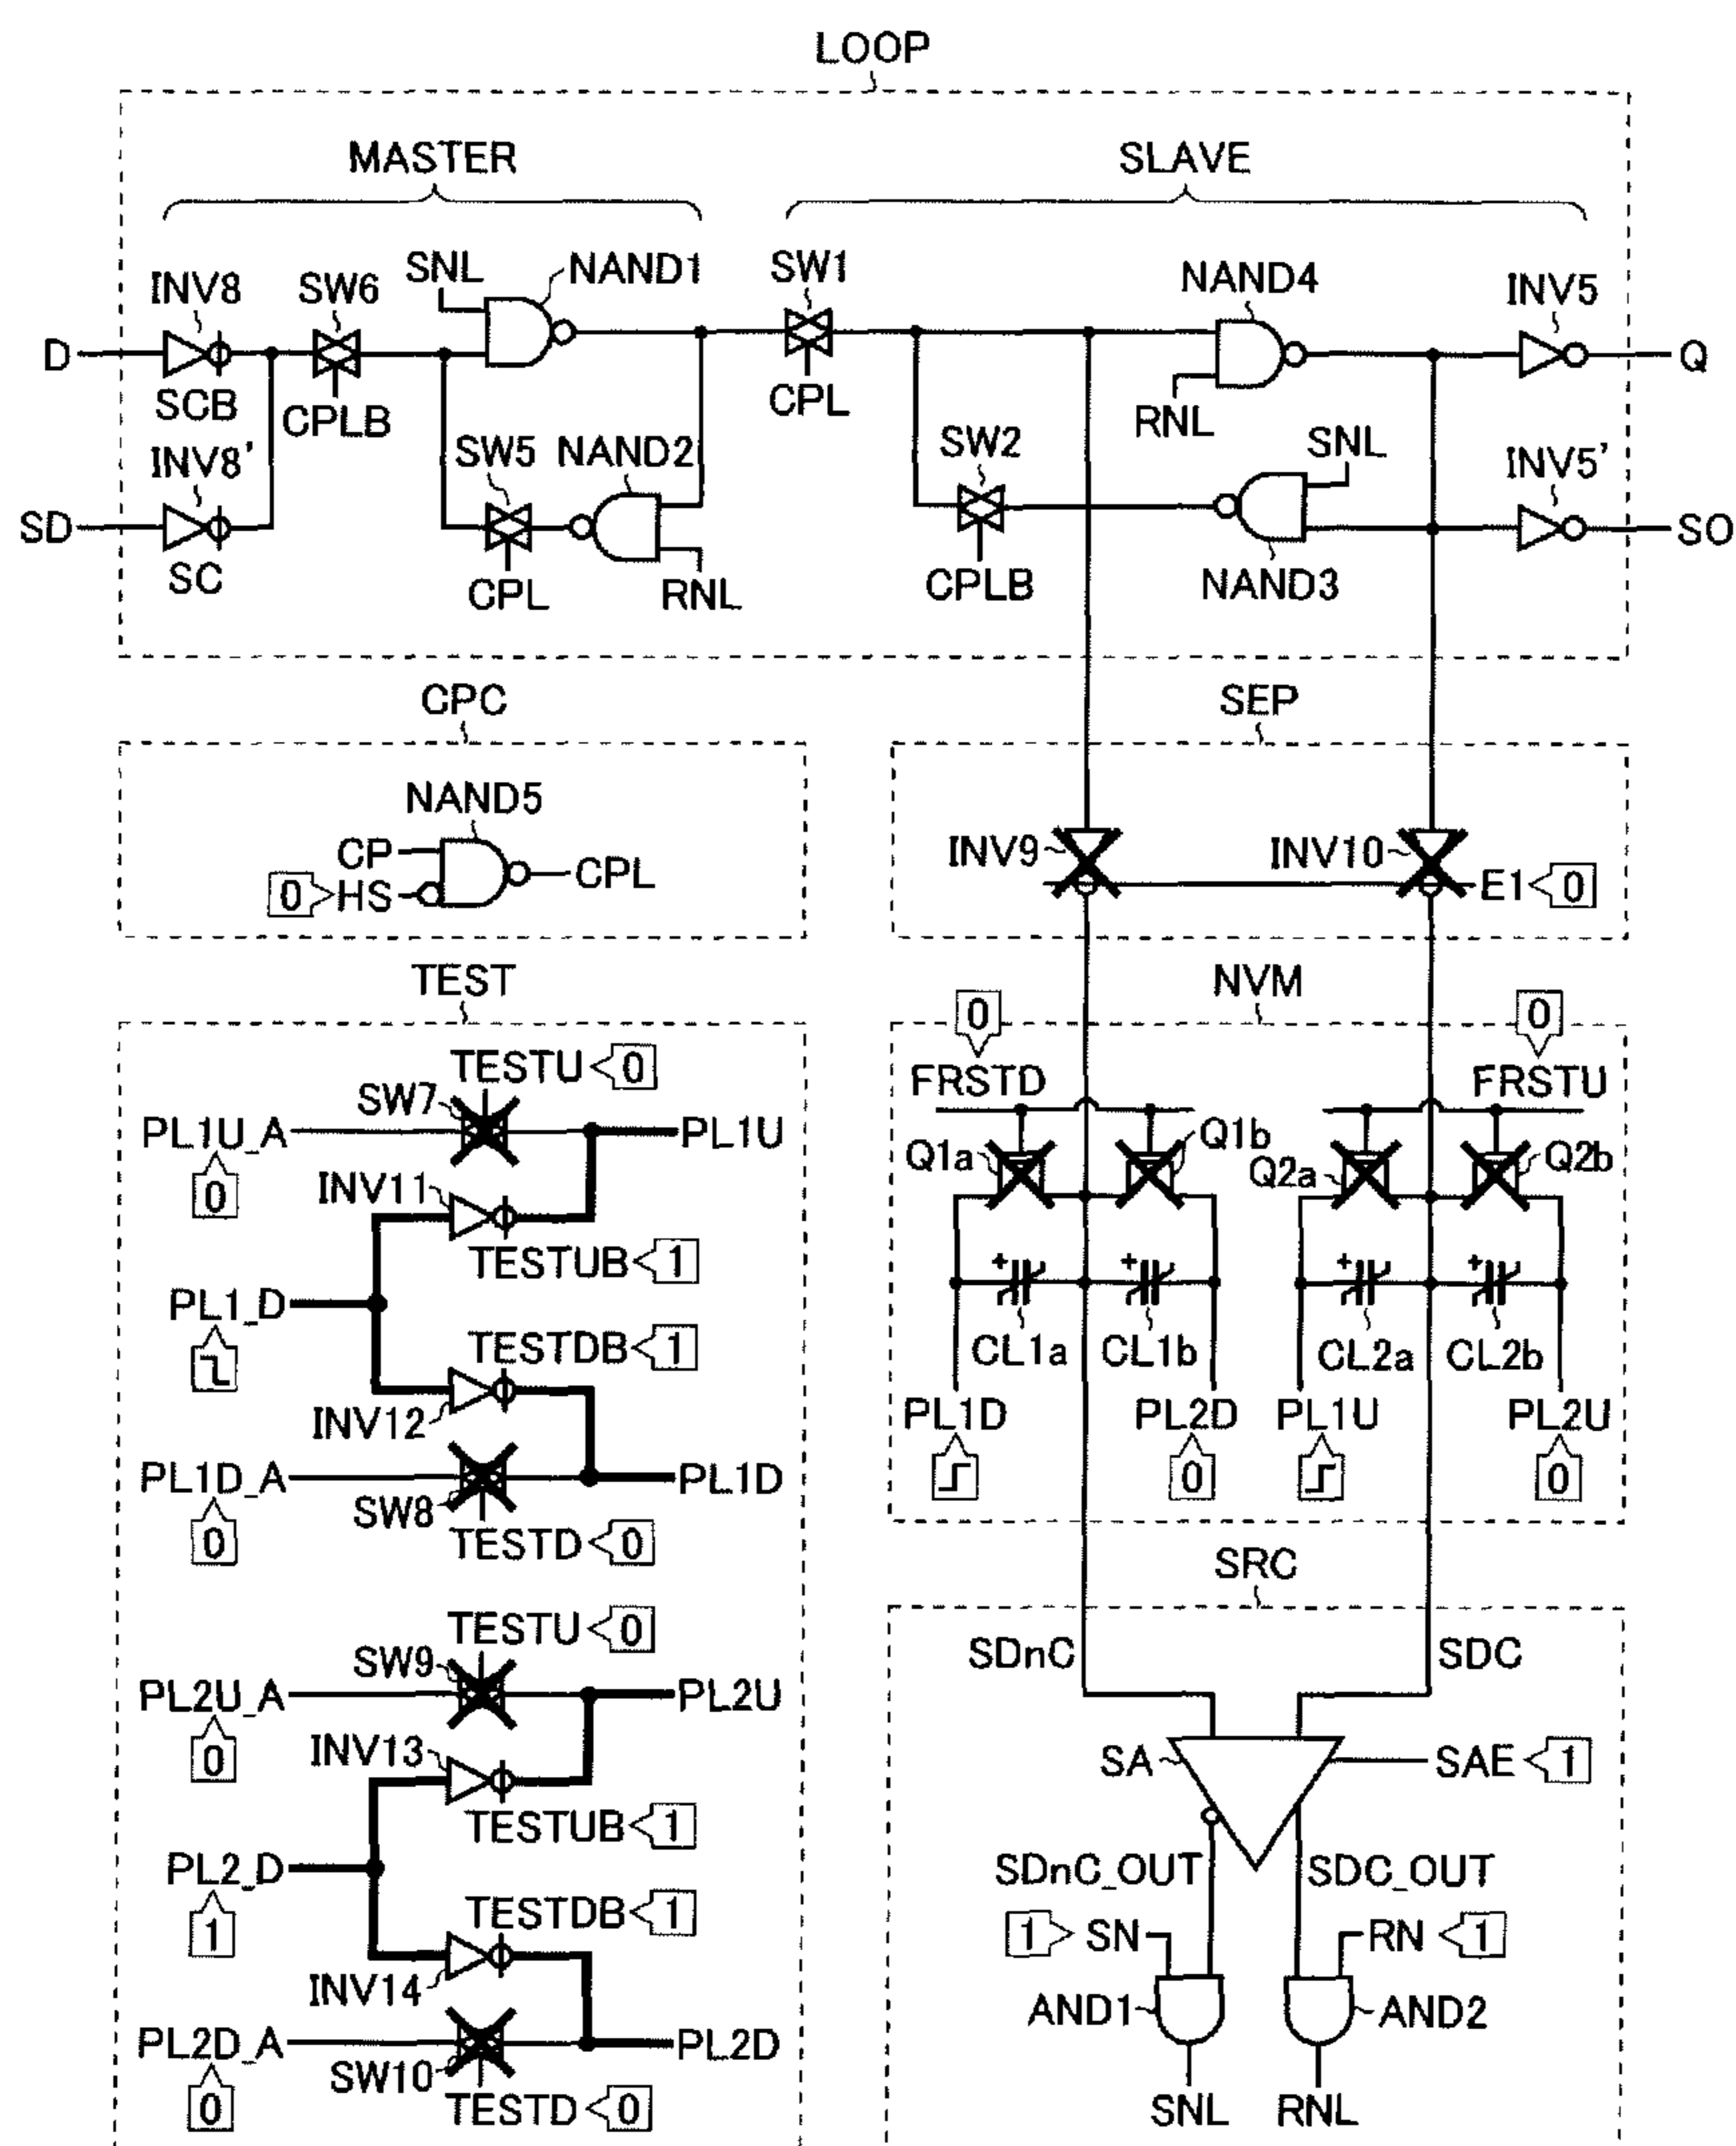 LOOP
MASTER
SLAVE
INV8
SW6
SNL
NAND1
SW1
NAND4
INV5
D
Q
SCB
CPLB
CPL
RNL
INV8'
SW5
NAND2
SW2
SNL
INV5'
SD
SO
SC
CPL
RNL
CPLB
NAND3
CPC
SEP
NAND5
CP
CPL
0
HS
INV9
INV10
E1
0
TEST
NVM
0
0
TESTU
0
FRSTD
FRSTU
SW7
PL1U_A
PL1U
Q1a
Q1b
Q2a
Q2b
0
INV11
TESTUB
1
+
+
+
+
PL1_D
TESTDB
1
CL1a
CL1b
CL2a
CL2b
INV12
PL1D
PL2D
PL1U
PL2U
0
0
PL1D_A
PL1D
SW8
0
TESTD
0
SRC
TESTU
0
SDnC
SDC
SW9
PL2U_A
PL2U
0
INV13
SA
SAE
1
TESTUB
1
PL2_D
SDnC_OUT
SDC_OUT
1
TESTDB
1
1
SN
RN
1
INV14
AND1
AND2
PL2D_A
PL2D
SW10
0
TESTD
0
SNL
RNL